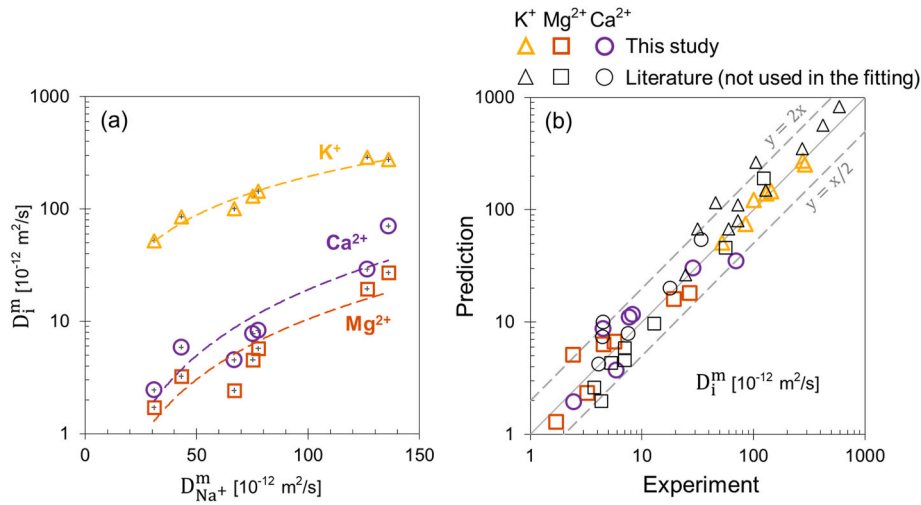 K⁺ Mg²⁺ Ca²⁺
This study
Literature (not used in the fitting)
(a)
1000
100
10
1
0 50 100 150
K⁺
Ca²⁺
Mg²⁺
Dᵢᵐ [10⁻¹² m²/s]
D_Na⁺^m [10⁻¹² m²/s]
(b)
1000
100
10
1
1 10 100 1000
y = 2x
y = x/2
Dᵢᵐ [10⁻¹² m²/s]
Prediction
Experiment